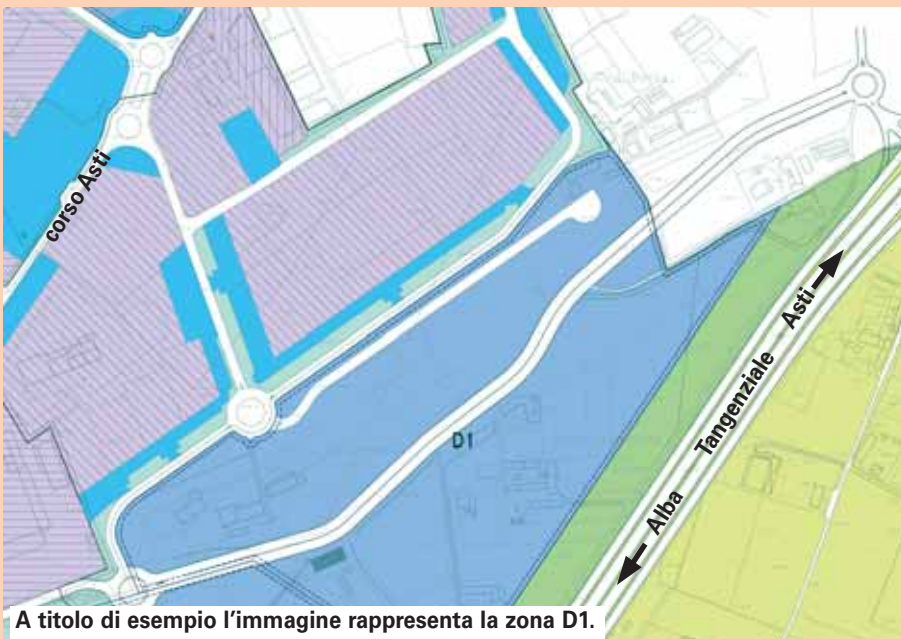 corso Asti
D1
Alba Tangenziale Asti
A titolo di esempio l'immagine rappresenta la zona D1.